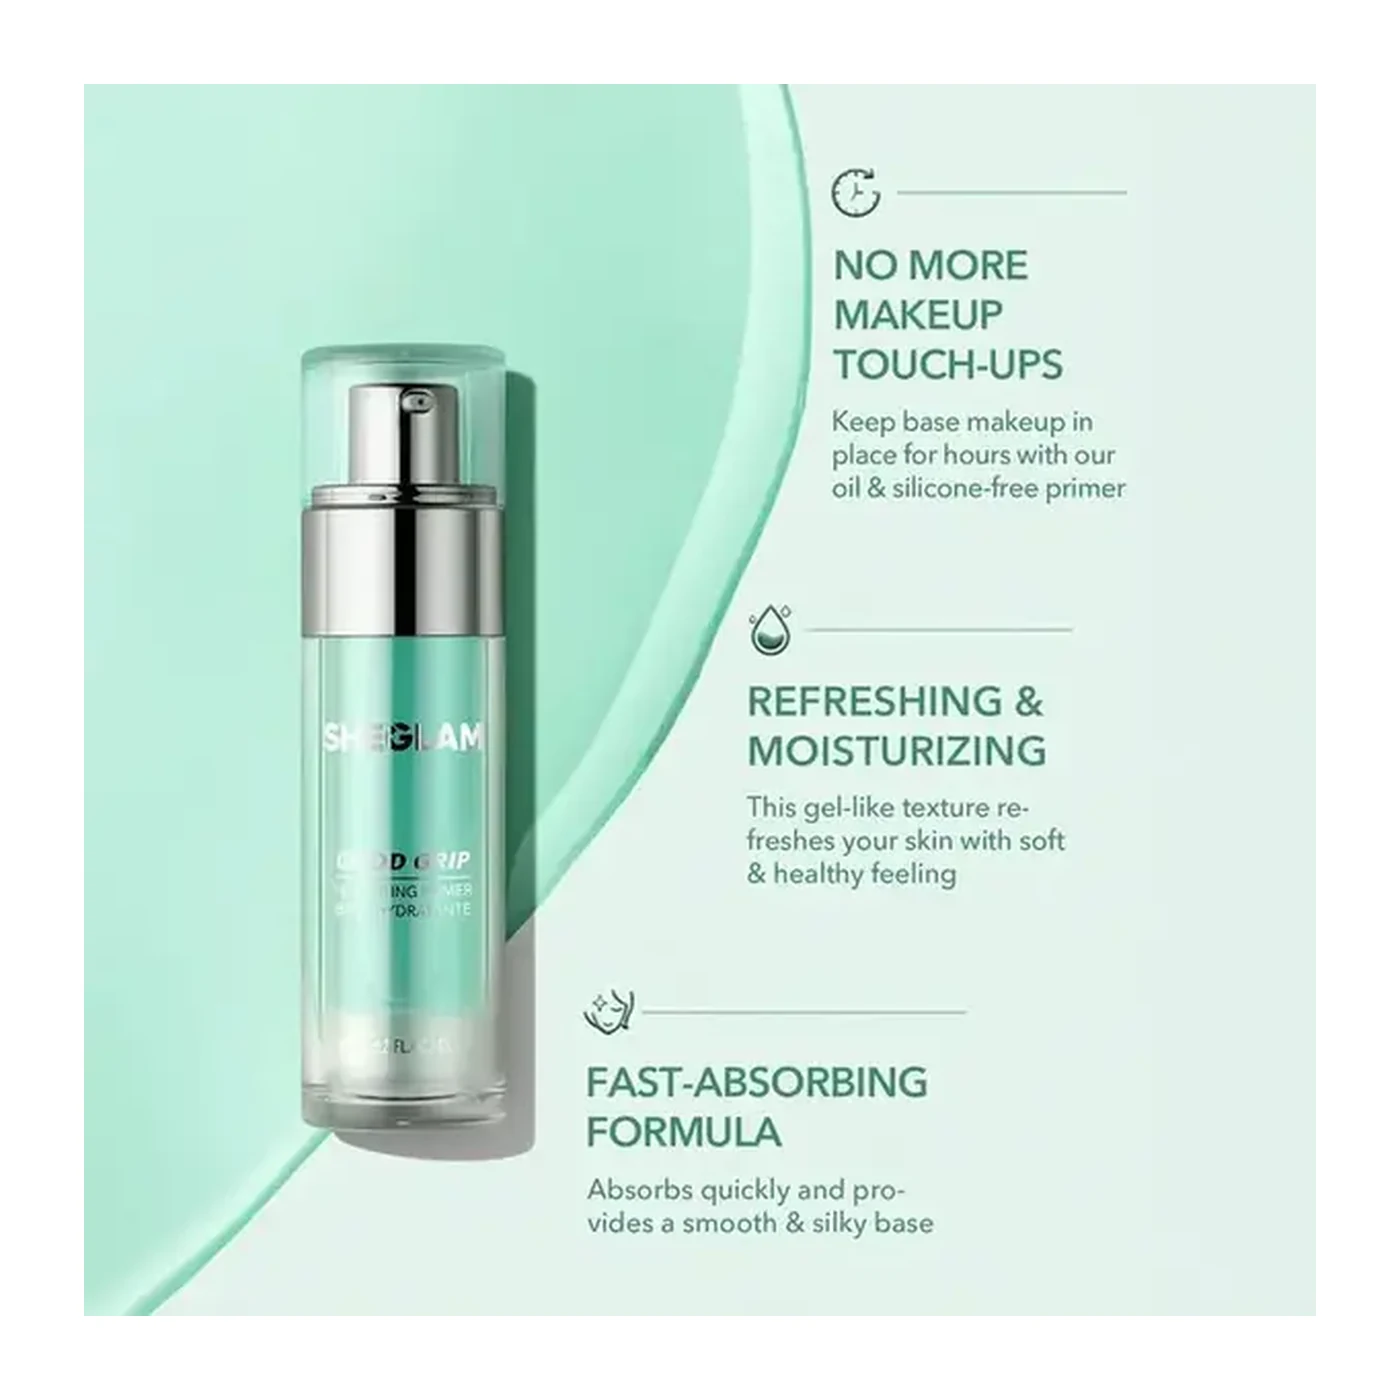 NO MORE
MAKEUP
TOUCH-UPS
Keep base makeup in
place for hours with our
oil & silicone-free primer
REFRESHING &
MOISTURIZING
This gel-like texture re-
freshes your skin with soft
& healthy feeling
FAST-ABSORBING
FORMULA
Absorbs quickly and pro-
vides a smooth & silky base
SHEGLAM
GOOD GRIP